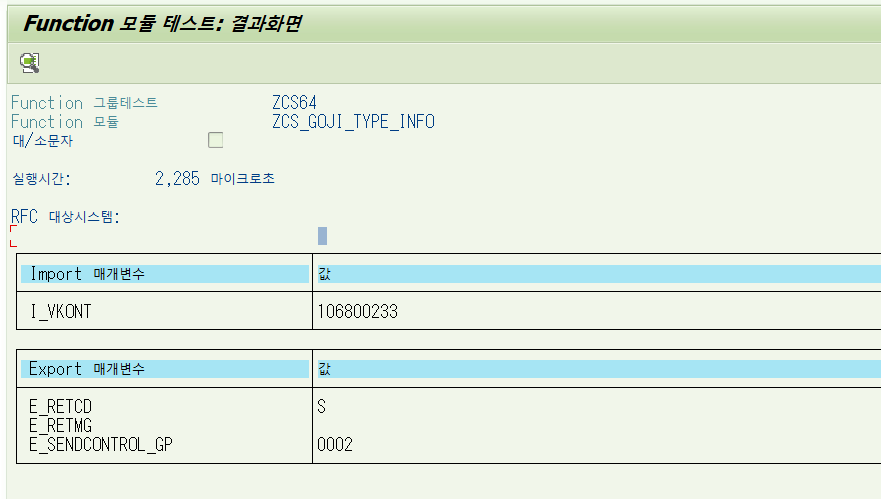 Function 모듈 테스트: 결과화면
Function 그룹테스트 ZCS64
Function 모듈 ZCS_GOJI_TYPE_INFO
대/소문자
실행시간: 2,285 마이크로초
RFC 대상시스템:
Import 매개변수 값
I_VKONT 106800233
Export 매개변수 값
E_RETCD S
E_RETMG
E_SENDCONTROL_GP 0002